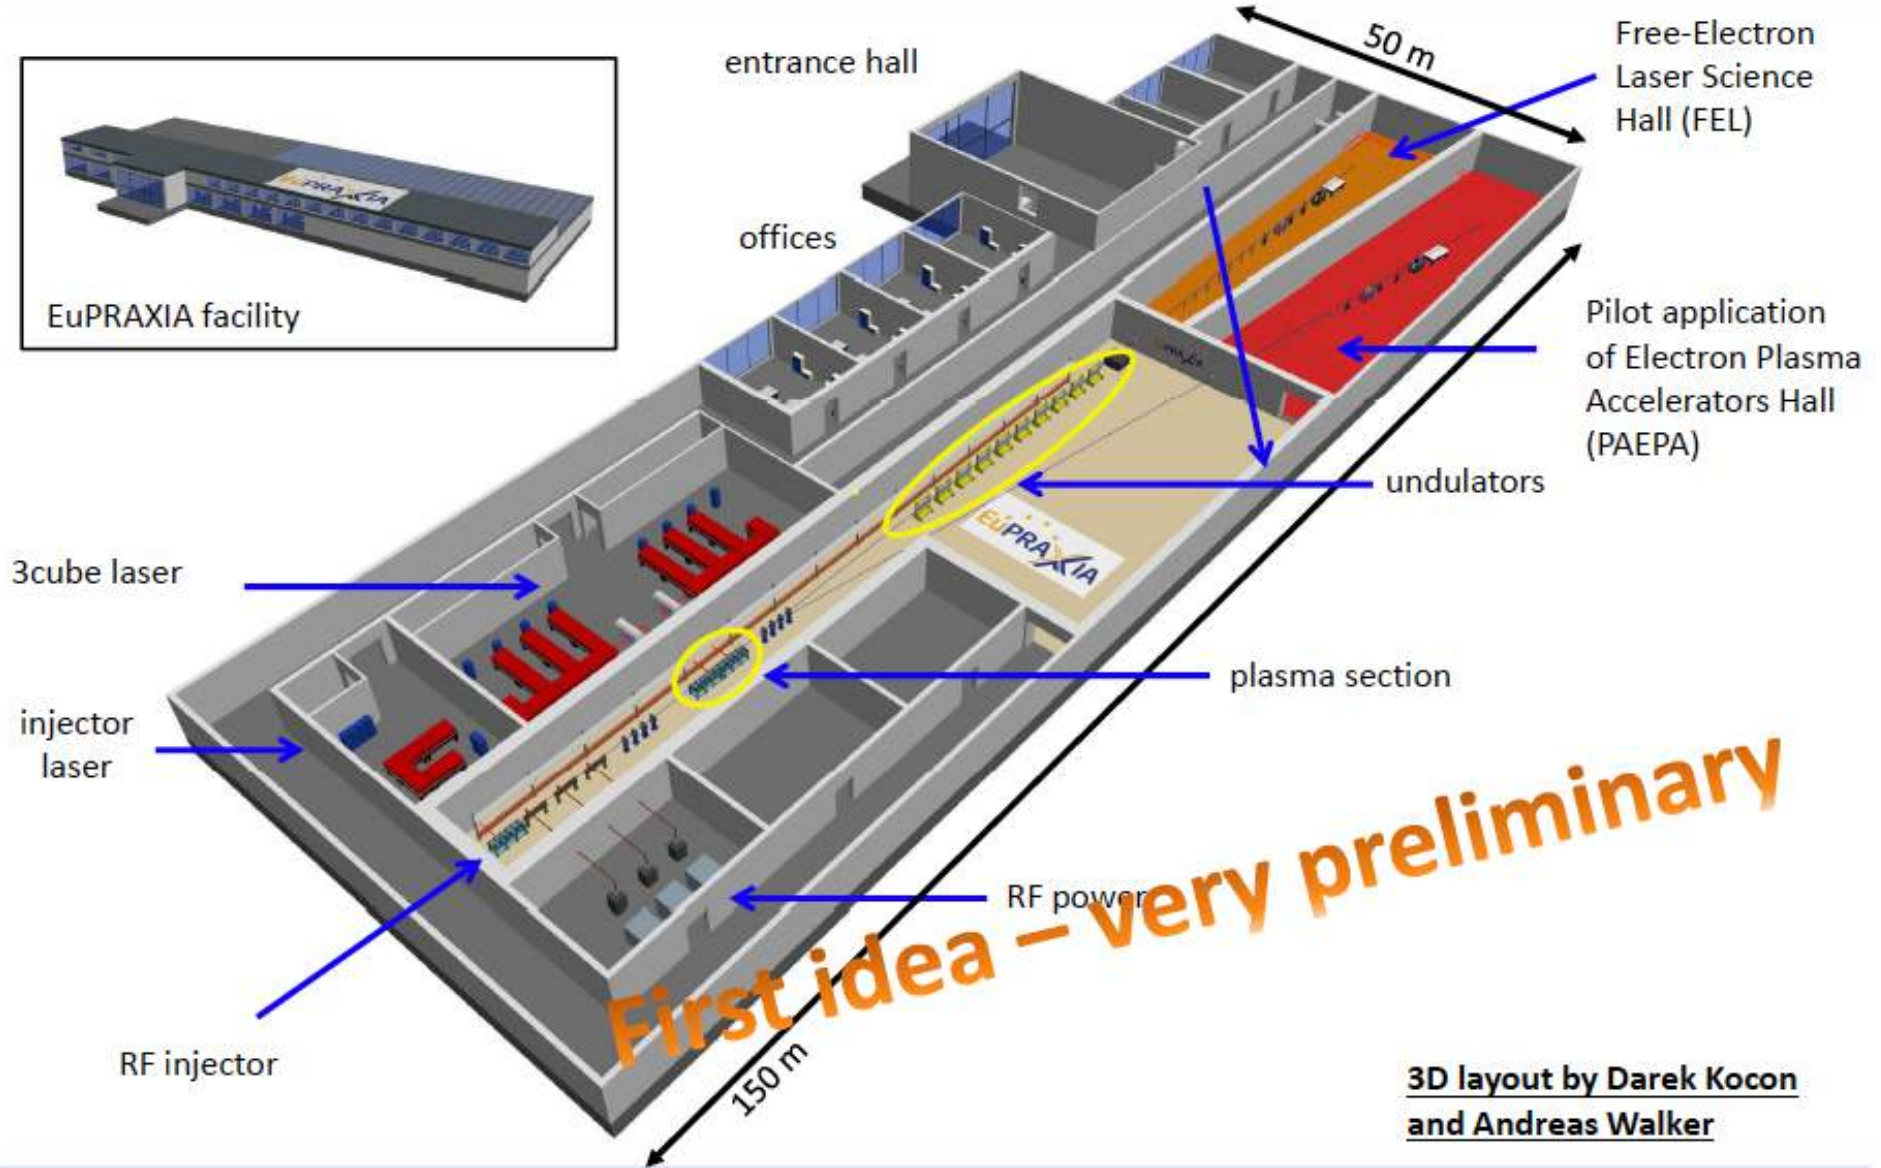 entrance hall
50 m
Free-Electron
Laser Science
Hall (FEL)
EuPRAXIA
EuPRAXIA facility
offices
Pilot application
of Electron Plasma
Accelerators Hall
(PAEPA)
undulators
EuPRAXIA
3cube laser
plasma section
injector
laser
RF power
First idea – very preliminary
RF injector
150 m
3D layout by Darek Kocon
and Andreas Walker